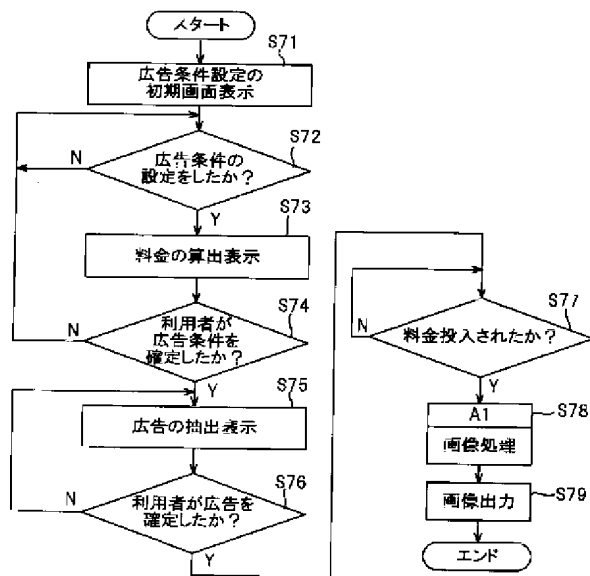 スタート
S71
広告条件設定の
初期画面表示
S72
広告条件の
設定をしたか?
N
Y
S73
料金の算出表示
S74
利用者が
広告条件を
確定したか?
N
Y
S75
広告の抽出表示
S76
利用者が広告を
確定したか?
N
Y
S77
料金投入されたか?
N
Y
A1
S78
画像処理
画像出力
S79
エンド